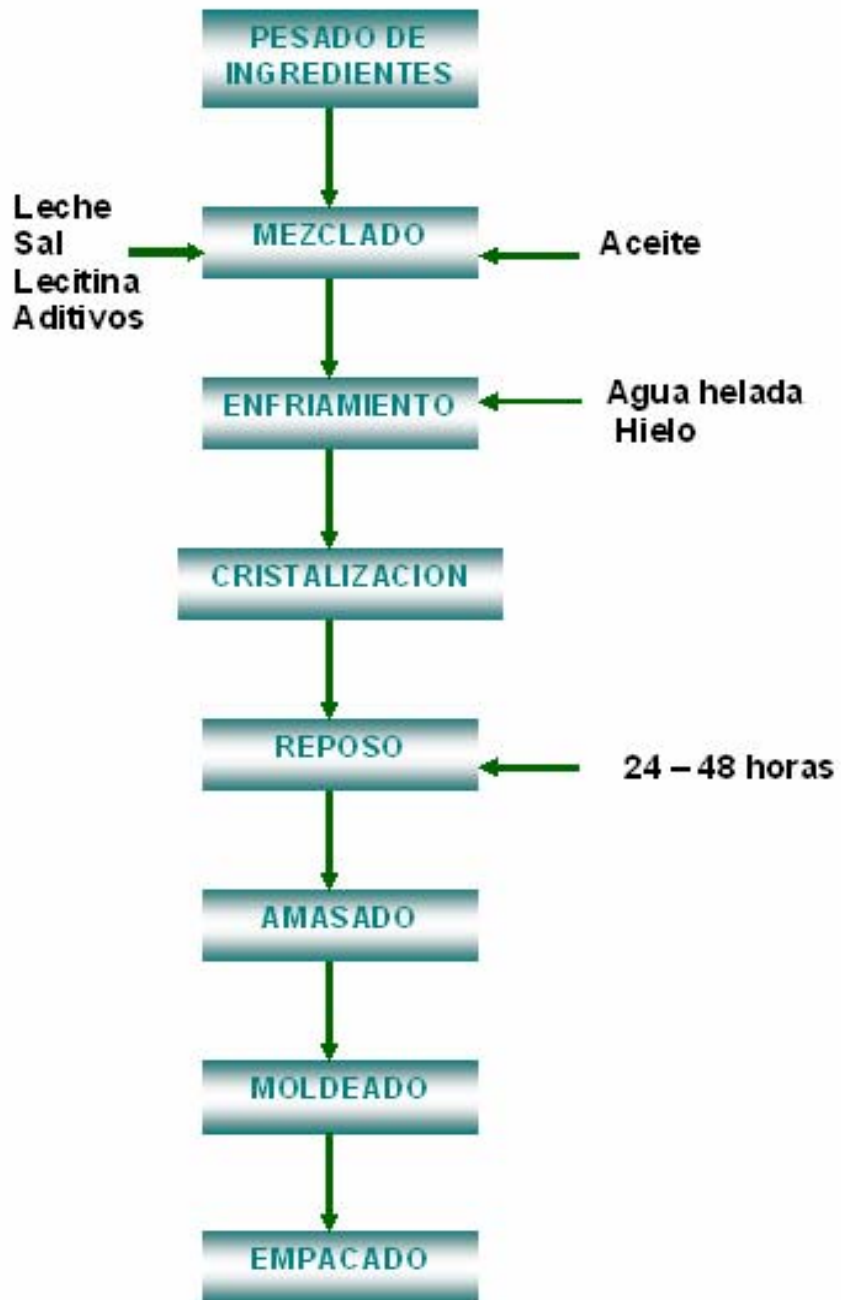 PESADO DE
INGREDIENTES
Leche
Sal
Lecitina
Aditivos
MEZCLADO
Aceite
ENFRIAMIENTO
Agua helada
Hielo
CRISTALIZACION
REPOSO
24 – 48 horas
AMASADO
MOLDEADO
EMPACADO